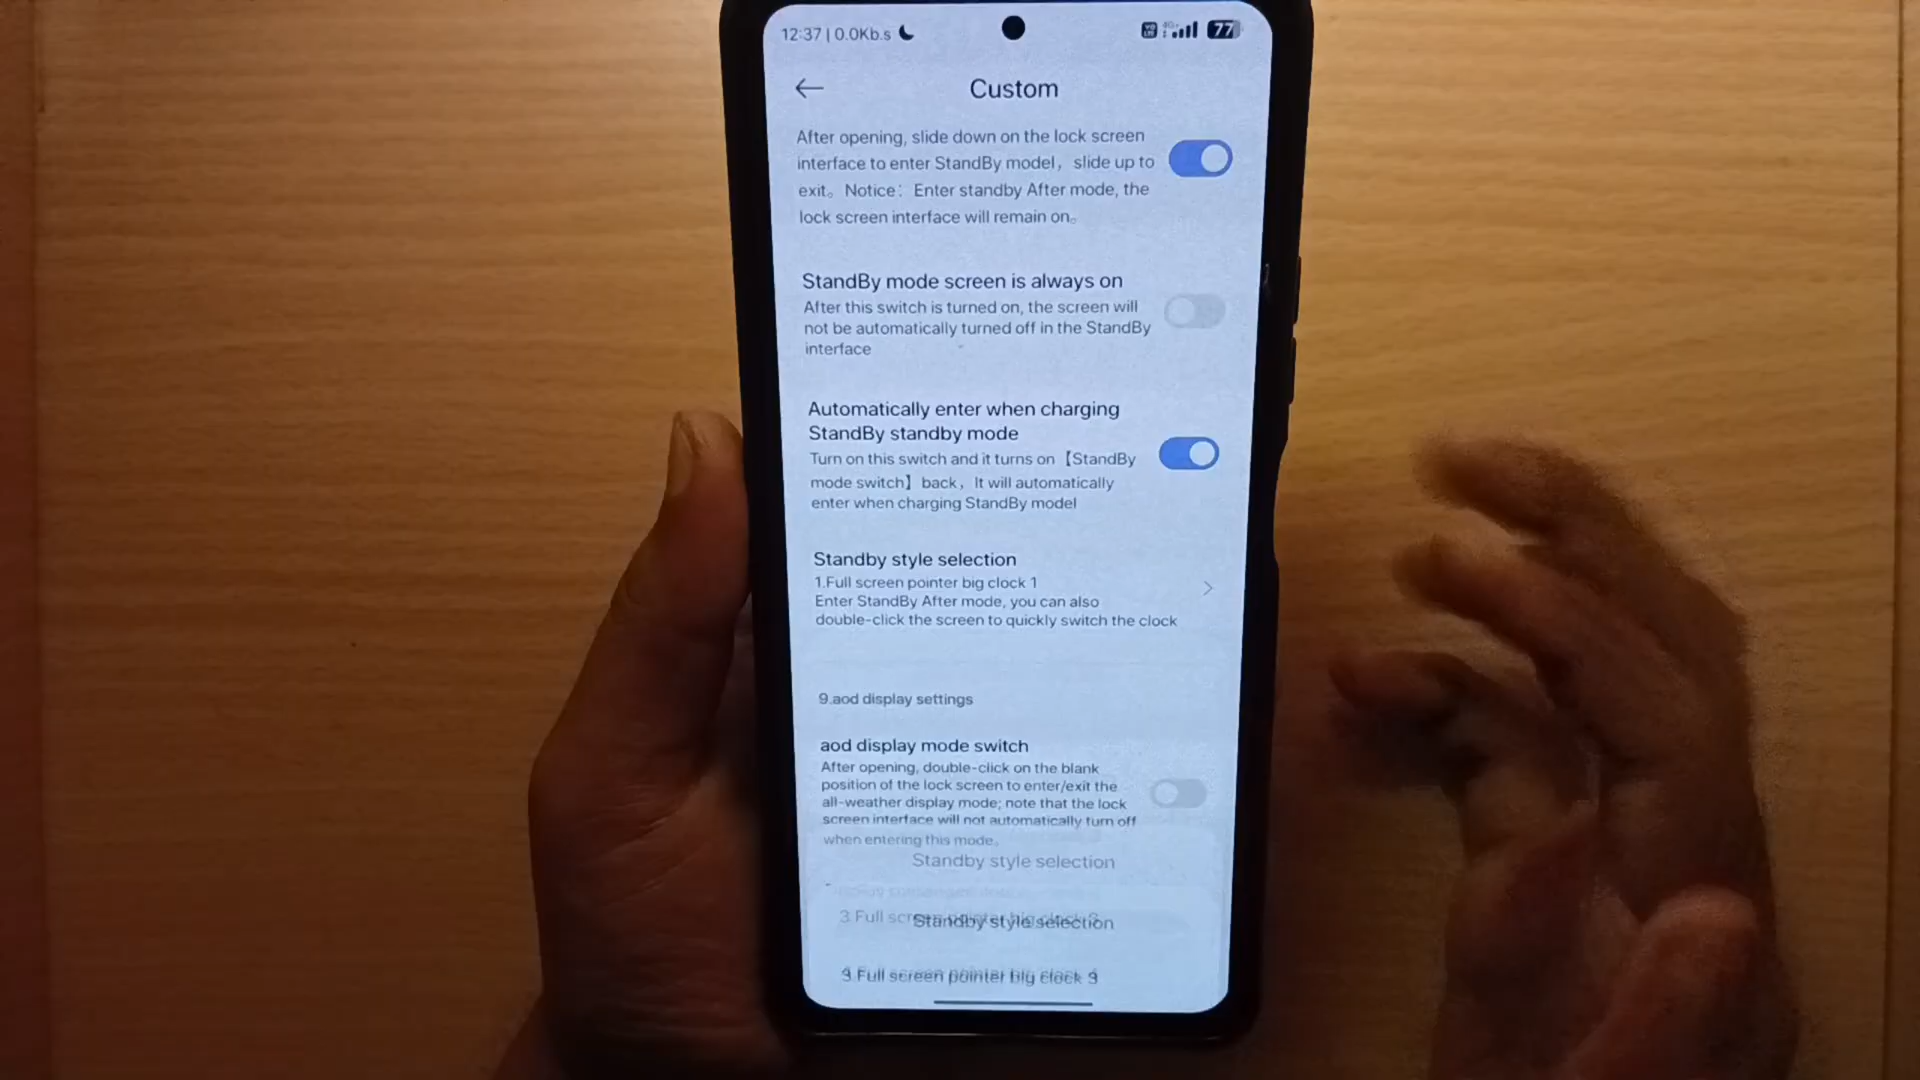 12:37 | 0.0Kb.s
77
Custom
After opening, slide down on the lock screen
interface to enter StandBy model，slide up to
exit。Notice：Enter standby After mode, the
lock screen interface will remain on。
StandBy mode screen is always on
After this switch is turned on, the screen will
not be automatically turned off in the StandBy
interface
Automatically enter when charging
StandBy standby mode
Turn on this switch and it turns on【StandBy
mode switch】back，It will automatically
enter when charging StandBy model
Standby style selection
1.Full screen pointer big clock 1
Enter StandBy After mode, you can also
double-click the screen to quickly switch the clock
9.aod display settings
aod display mode switch
After opening, double-click on the blank
position of the lock screen to enter/exit the
all-weather display mode; note that the lock
screen interface will not automatically turn off
when entering this mode。
Standby style selection
Standby style selection
Full screen pointer big clock